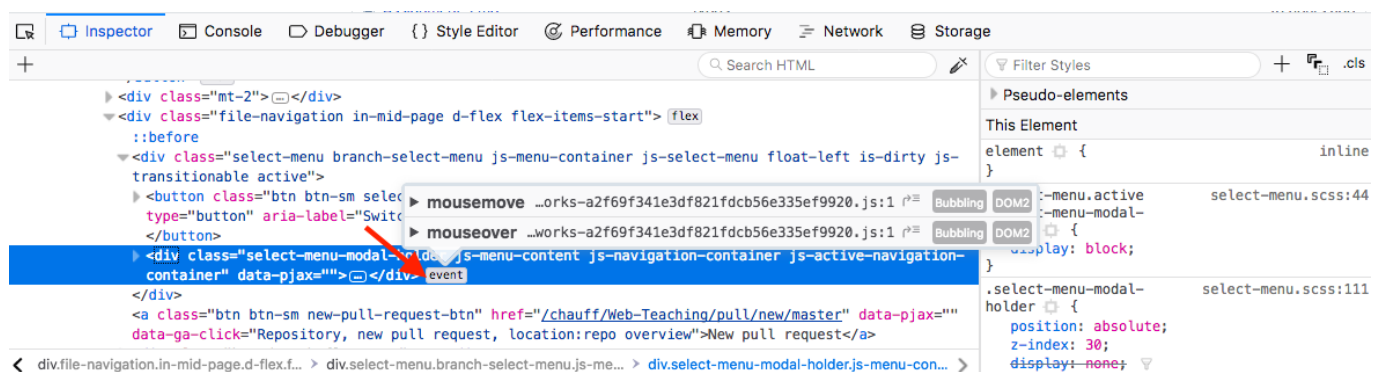 Inspector Console Debugger {} Style Editor Performance Memory Network Storage
+ Search HTML
Filter Styles + .cls
<div class="mt-2"></div>
<div class="file-navigation in-mid-page d-flex flex-items-start"> flex
::before
<div class="select-menu branch-select-menu js-menu-container js-select-menu float-left is-dirty js-
transitionable active">
<button class="btn btn-sm selec
type="button" aria-label="Switc
</button>
mousemove …orks-a2f69f341e3df821fdcb56e335ef9920.js:1 Bubbling DOM2
mouseover …works-a2f69f341e3df821fdcb56e335ef9920.js:1 Bubbling DOM2
<div class="select-menu-modal-holder js-menu-content js-navigation-container js-active-navigation-
container" data-pjax=""></div> event
</div>
<a class="btn btn-sm new-pull-request-btn" href="/chauff/Web-Teaching/pull/new/master" data-pjax=""
data-ga-click="Repository, new pull request, location:repo overview">New pull request</a>
div.file-navigation.in-mid-page.d-flex.f… > div.select-menu.branch-select-menu.js-me… > div.select-menu-modal-holder.js-menu-con…
Pseudo-elements
This Element
element { inline
}
-menu.active select-menu.scss:44
-menu-modal-
{
display: block;
}
.select-menu-modal- select-menu.scss:111
holder {
position: absolute;
z-index: 30;
display: none;